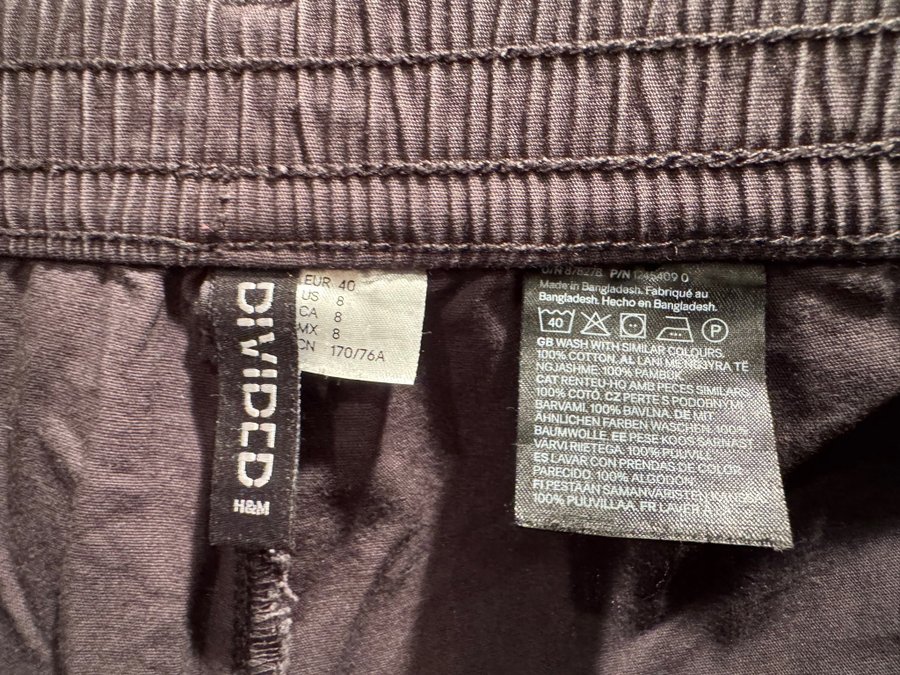 DIVIDED
H&M
EUR 40
US 8
CA 8
MX 8
CN 170/76A
P/N 1245409 0
Made in Bangladesh. Fabriqué au
Bangladesh. Hecho en Bangladesh.
40 P
GB WASH WITH SIMILAR COLOURS.
100% COTTON. AL LANI ME NGJYRA TË
NGJASHME. 100% PAMBUK
CAT RENTEU-HO AMB PECES SIMILARS.
100% COTÓ. CZ PERTE S PODOBNÝMI
BARVAMI. 100% BAVLNA. DE MIT
ÄHNLICHEN FARBEN WASCHEN. 100%
BAUMWOLLE. EE PESE KOOS SARNAST
VÄRVI RIIETEGA. 100% PUUVILL
ES LAVAR CON PRENDAS DE COLOR
PARECIDO. 100% ALGODÓN.
FI PESTÄÄN SAMANVÄRISTEN
100% PUUVILLAA. FR